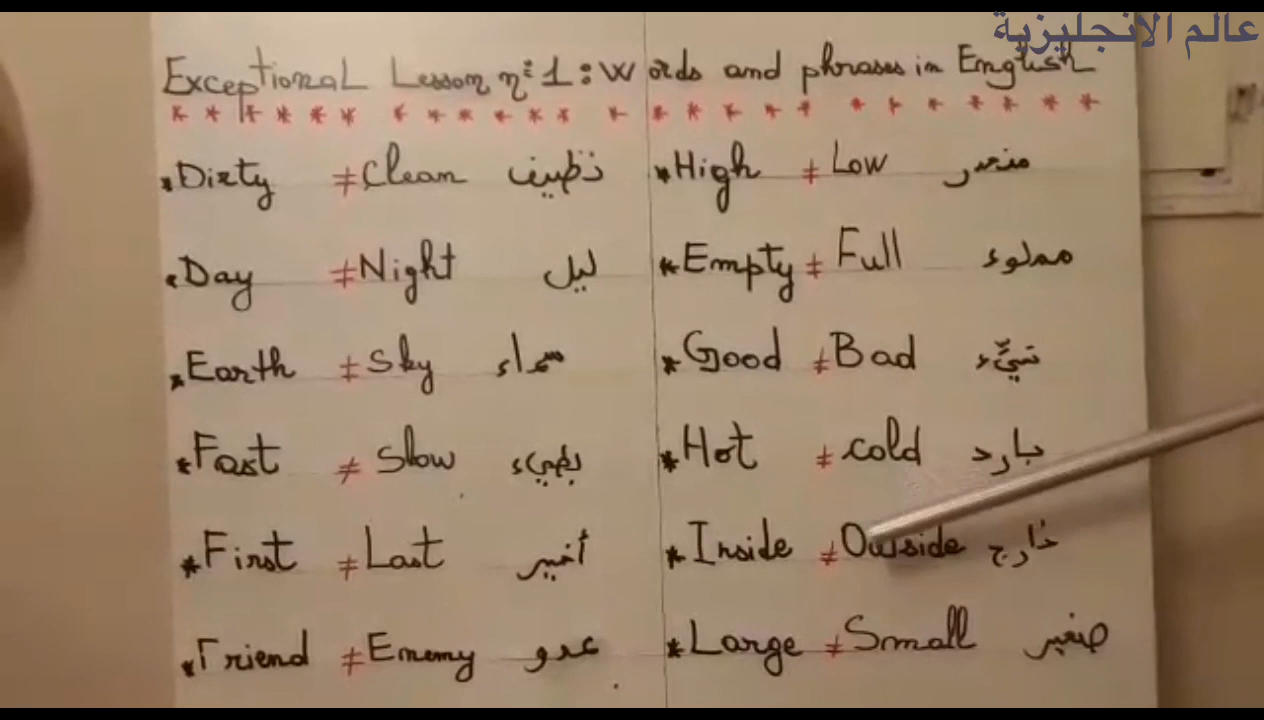 عالم الانجليزية
Exceptional Lesson n°1: Words and phrases in English
* Dirty ≠ Clean نظيف
* Day ≠ Night ليل
* Earth ≠ Sky سماء
* Fast ≠ Slow بطيء
* First ≠ Last أخير
* Friend ≠ Enemy عدو
* High ≠ Low منحدر
* Empty ≠ Full مملوء
* Good ≠ Bad سيّء
* Hot ≠ cold بارد
* Inside ≠ Outside خارج
* Large ≠ Small صغير